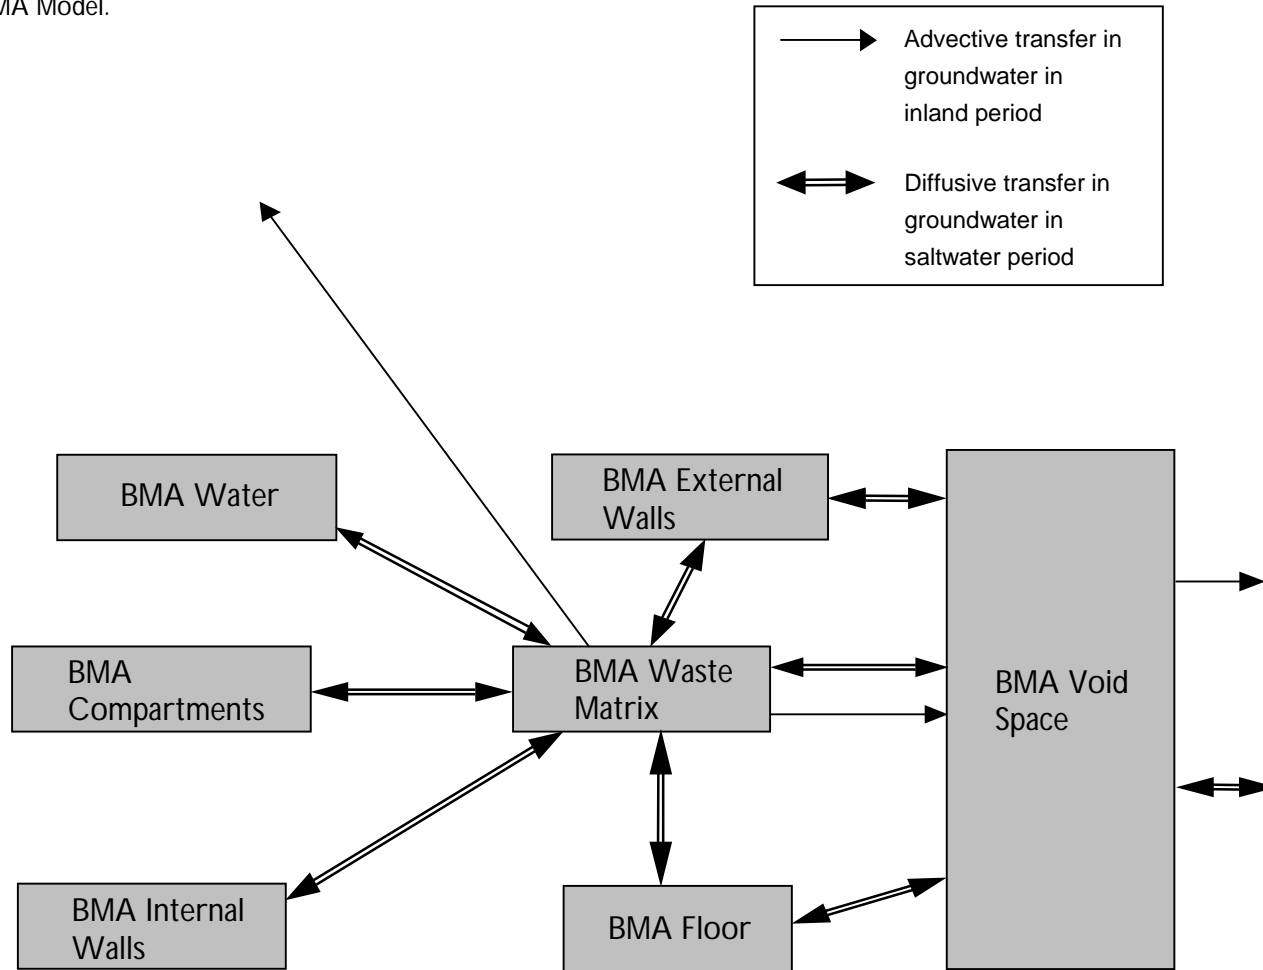 MA Model.
Advective transfer in
groundwater in
inland period
Diffusive transfer in
groundwater in
saltwater period
BMA Water
BMA External
Walls
BMA
Compartments
BMA Waste
Matrix
BMA Void
Space
BMA Internal
Walls
BMA Floor